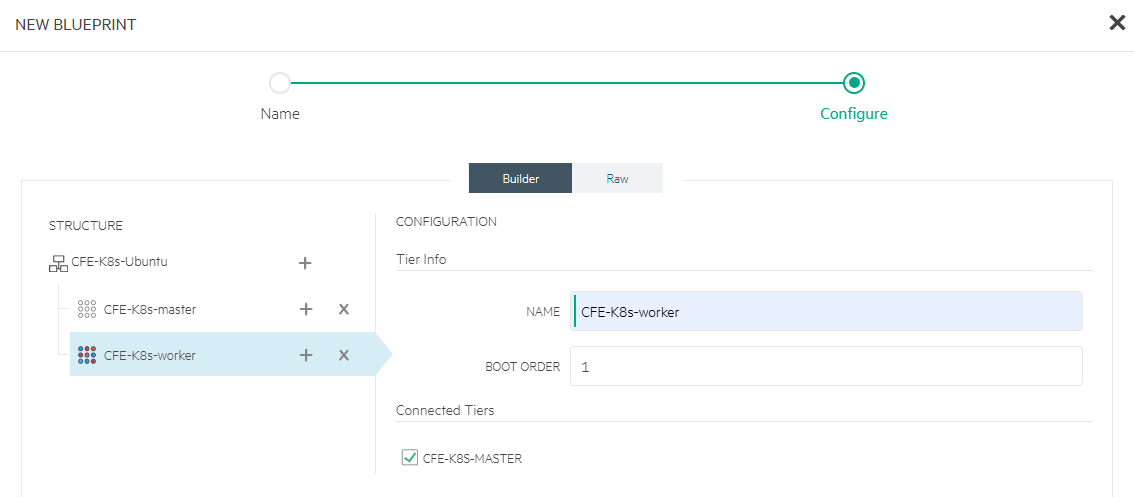 NEW BLUEPRINT
Name
Configure
Builder
Raw
STRUCTURE
CFE-K8s-Ubuntu
CFE-K8s-master
CFE-K8s-worker
CONFIGURATION
Tier Info
NAME
CFE-K8s-worker
BOOT ORDER
1
Connected Tiers
CFE-K8S-MASTER